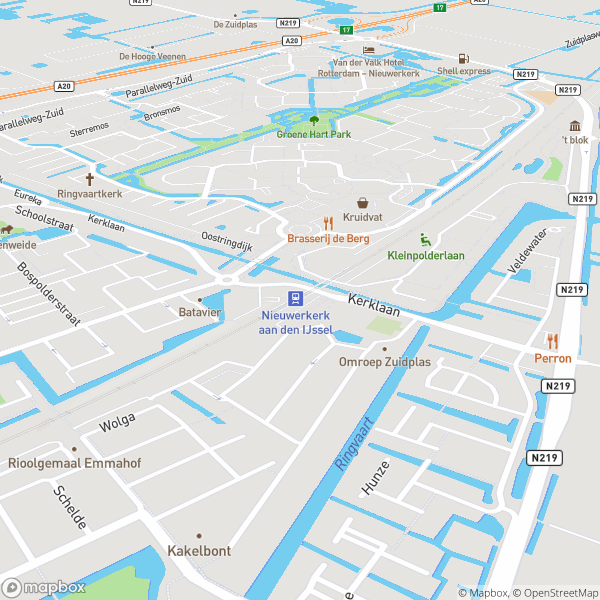 De Zuidplas
N219
17
17
A20
A20
De Hooge Veenen
Van der Valk Hotel
Rotterdam – Nieuwerkerk
Shell express
N219
N219
A20
Parallelweg-Zuid
Parallelweg-Zuid
Bronsmos
Sterremos
Groene Hart Park
't blok
Ringvaartkerk
Eureka
Kerklaan
Schoolstraat
Oostringdijk
Kruidvat
N219
Brasserij de Berg
Kleinpolderlaan
Veldewater
Bospolderstraat
Batavier
Nieuwerkerk
aan den IJssel
Kerklaan
N219
Omroep Zuidplas
Perron
N219
Wolga
Rioolgemaal Emmahof
Ringvaart
N219
Hunze
Schelde
Kakelbont
mapbox
© Mapbox, © OpenStreetMap